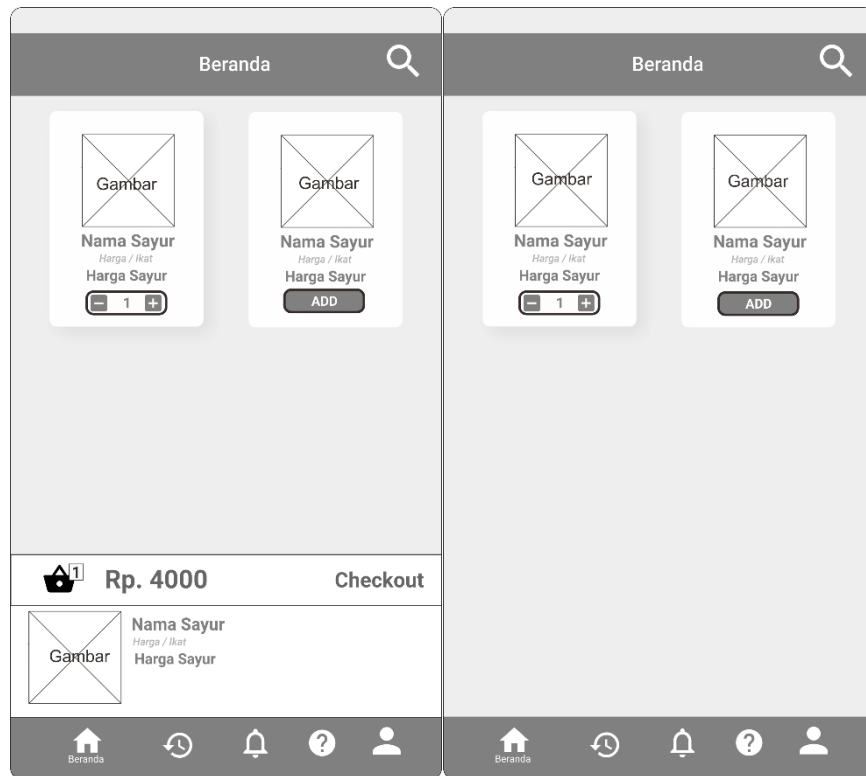 Beranda
Gambar
Nama Sayur
Harga / Ikat
Harga Sayur
1
Gambar
Nama Sayur
Harga / Ikat
Harga Sayur
ADD
1
Rp. 4000
Checkout
Gambar
Nama Sayur
Harga / Ikat
Harga Sayur
Beranda
Beranda
Gambar
Nama Sayur
Harga / Ikat
Harga Sayur
1
Gambar
Nama Sayur
Harga / Ikat
Harga Sayur
ADD
Beranda